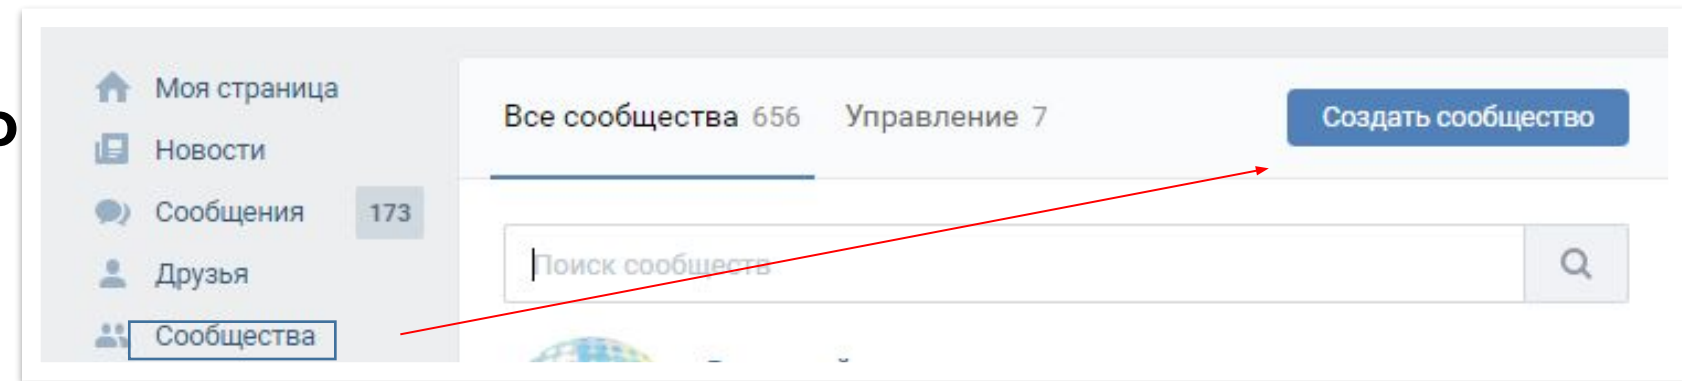 Моя страница
Новости
Сообщения 173
Друзья
Сообщества
Все сообщества 656 Управление 7 Создать сообщество
Поиск сообществ